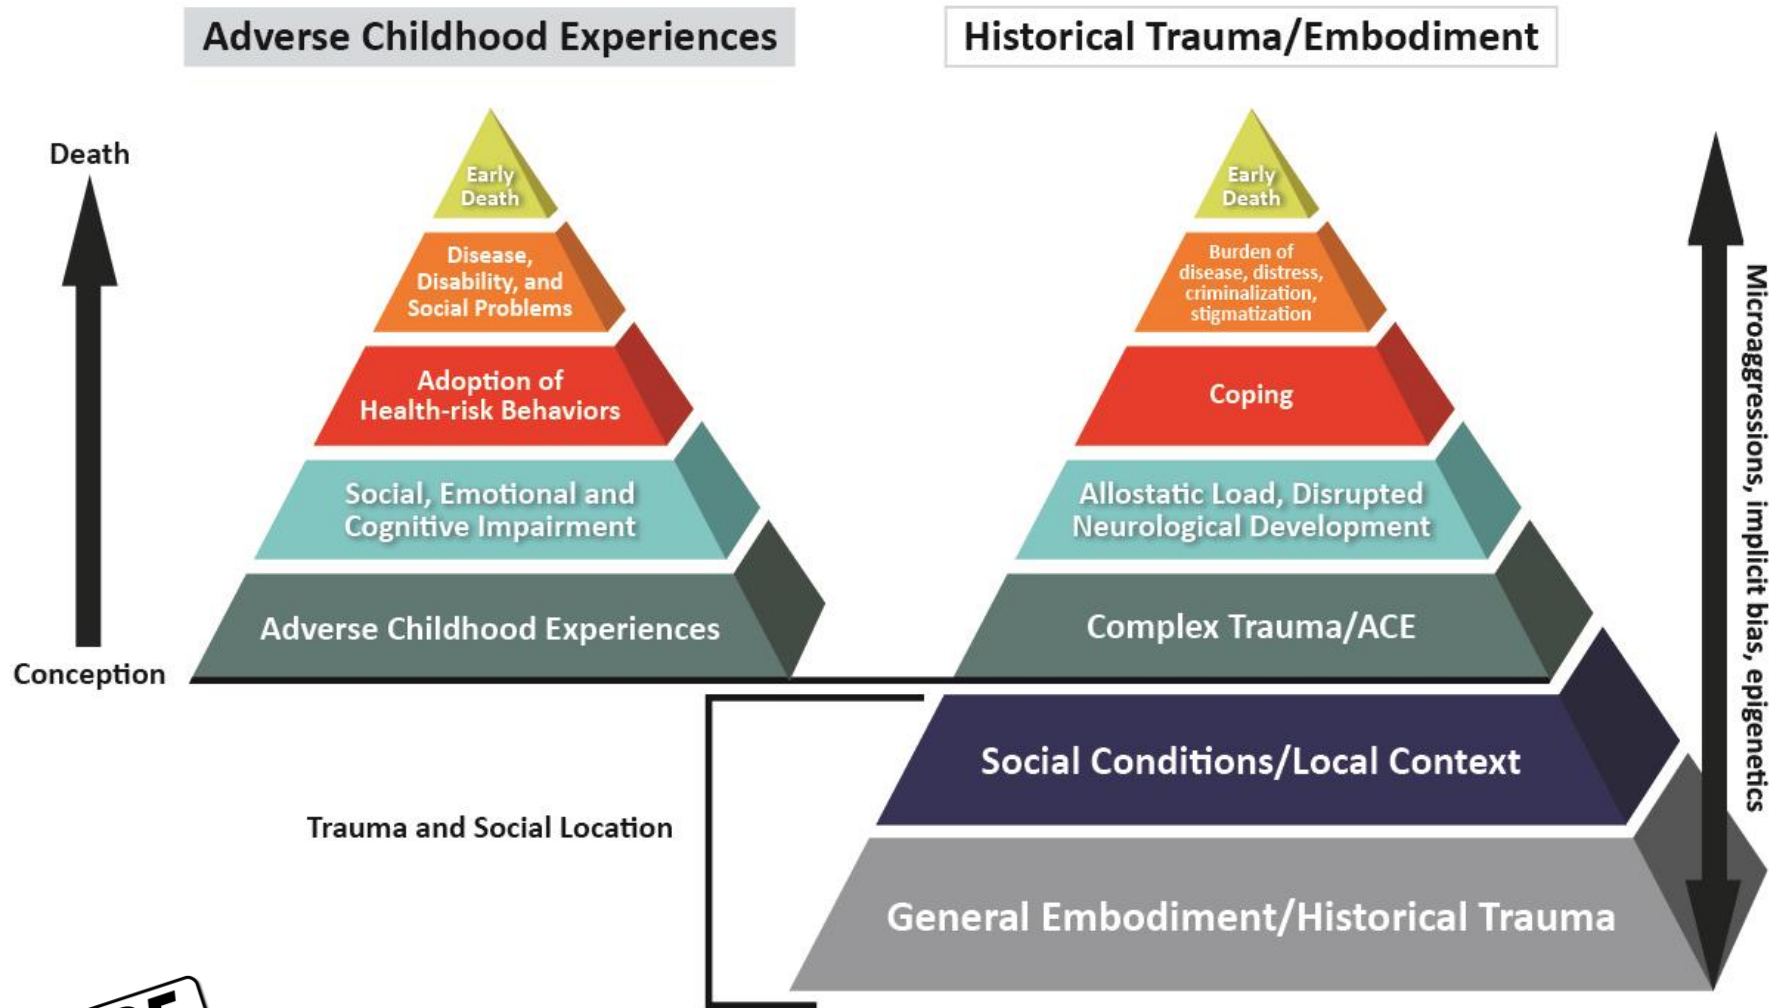 Adverse Childhood Experiences
Historical Trauma/Embodiment
Death
Conception
Early
Death
Disease,
Disability, and
Social Problems
Adoption of
Health-risk Behaviors
Social, Emotional and
Cognitive Impairment
Adverse Childhood Experiences
Early
Death
Burden of
disease, distress,
criminalization,
stigmatization
Coping
Allostatic Load, Disrupted
Neurological Development
Complex Trauma/ACE
Social Conditions/Local Context
General Embodiment/Historical Trauma
Trauma and Social Location
Microaggressions, implicit bias, epigenetics